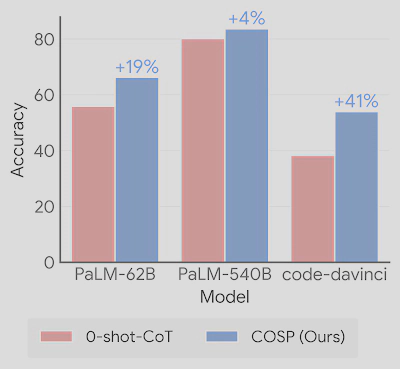 +4%
80
+19%
60
+41%
40
20
0
Accuracy
PaLM-62B PaLM-540B code-davinci
Model
0-shot-CoT COSP (Ours)